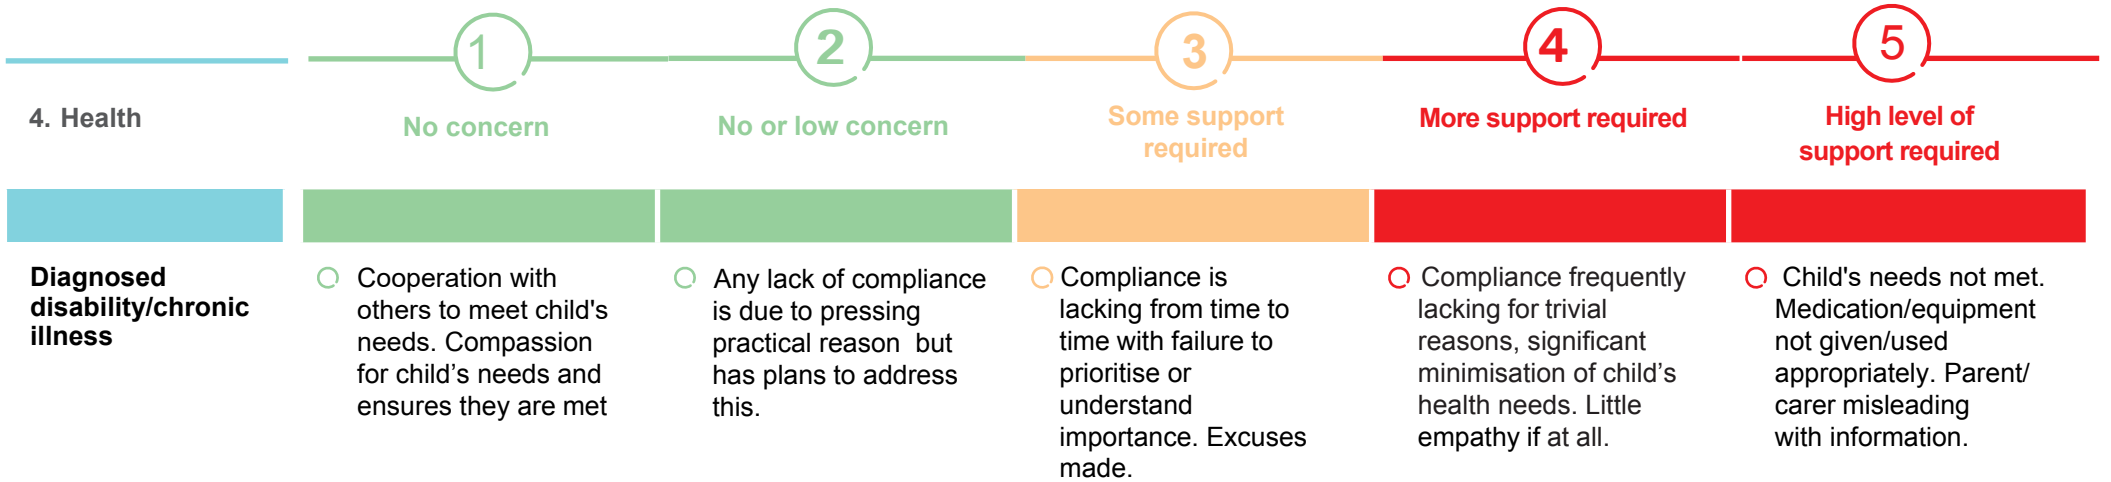 1
2
3
4
5
4. Health
No concern
No or low concern
Some support
required
More support required
High level of
support required
Diagnosed
disability/chronic
illness
Cooperation with
others to meet child's
needs. Compassion
for child’s needs and
ensures they are met
Any lack of compliance
is due to pressing
practical reason but
has plans to address
this.
Compliance is
lacking from time to
time with failure to
prioritise or
understand
importance. Excuses
made.
Compliance frequently
lacking for trivial
reasons, significant
minimisation of child’s
health needs. Little
empathy if at all.
Child's needs not met.
Medication/equipment
not given/used
appropriately. Parent/
carer misleading
with information.